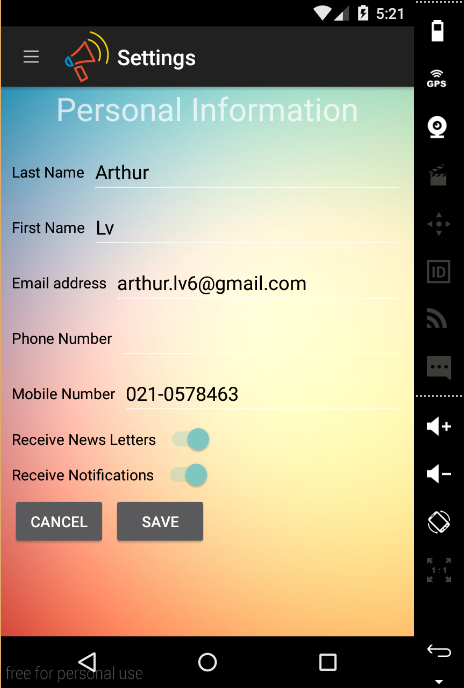 5:21
Settings
GPS
Personal Information
Last Name Arthur
First Name Lv
ID
Email address arthur.lv6@gmail.com
Phone Number
Mobile Number 021-0578463
Receive News Letters
Receive Notifications
CANCEL SAVE
1:1
free for personal use